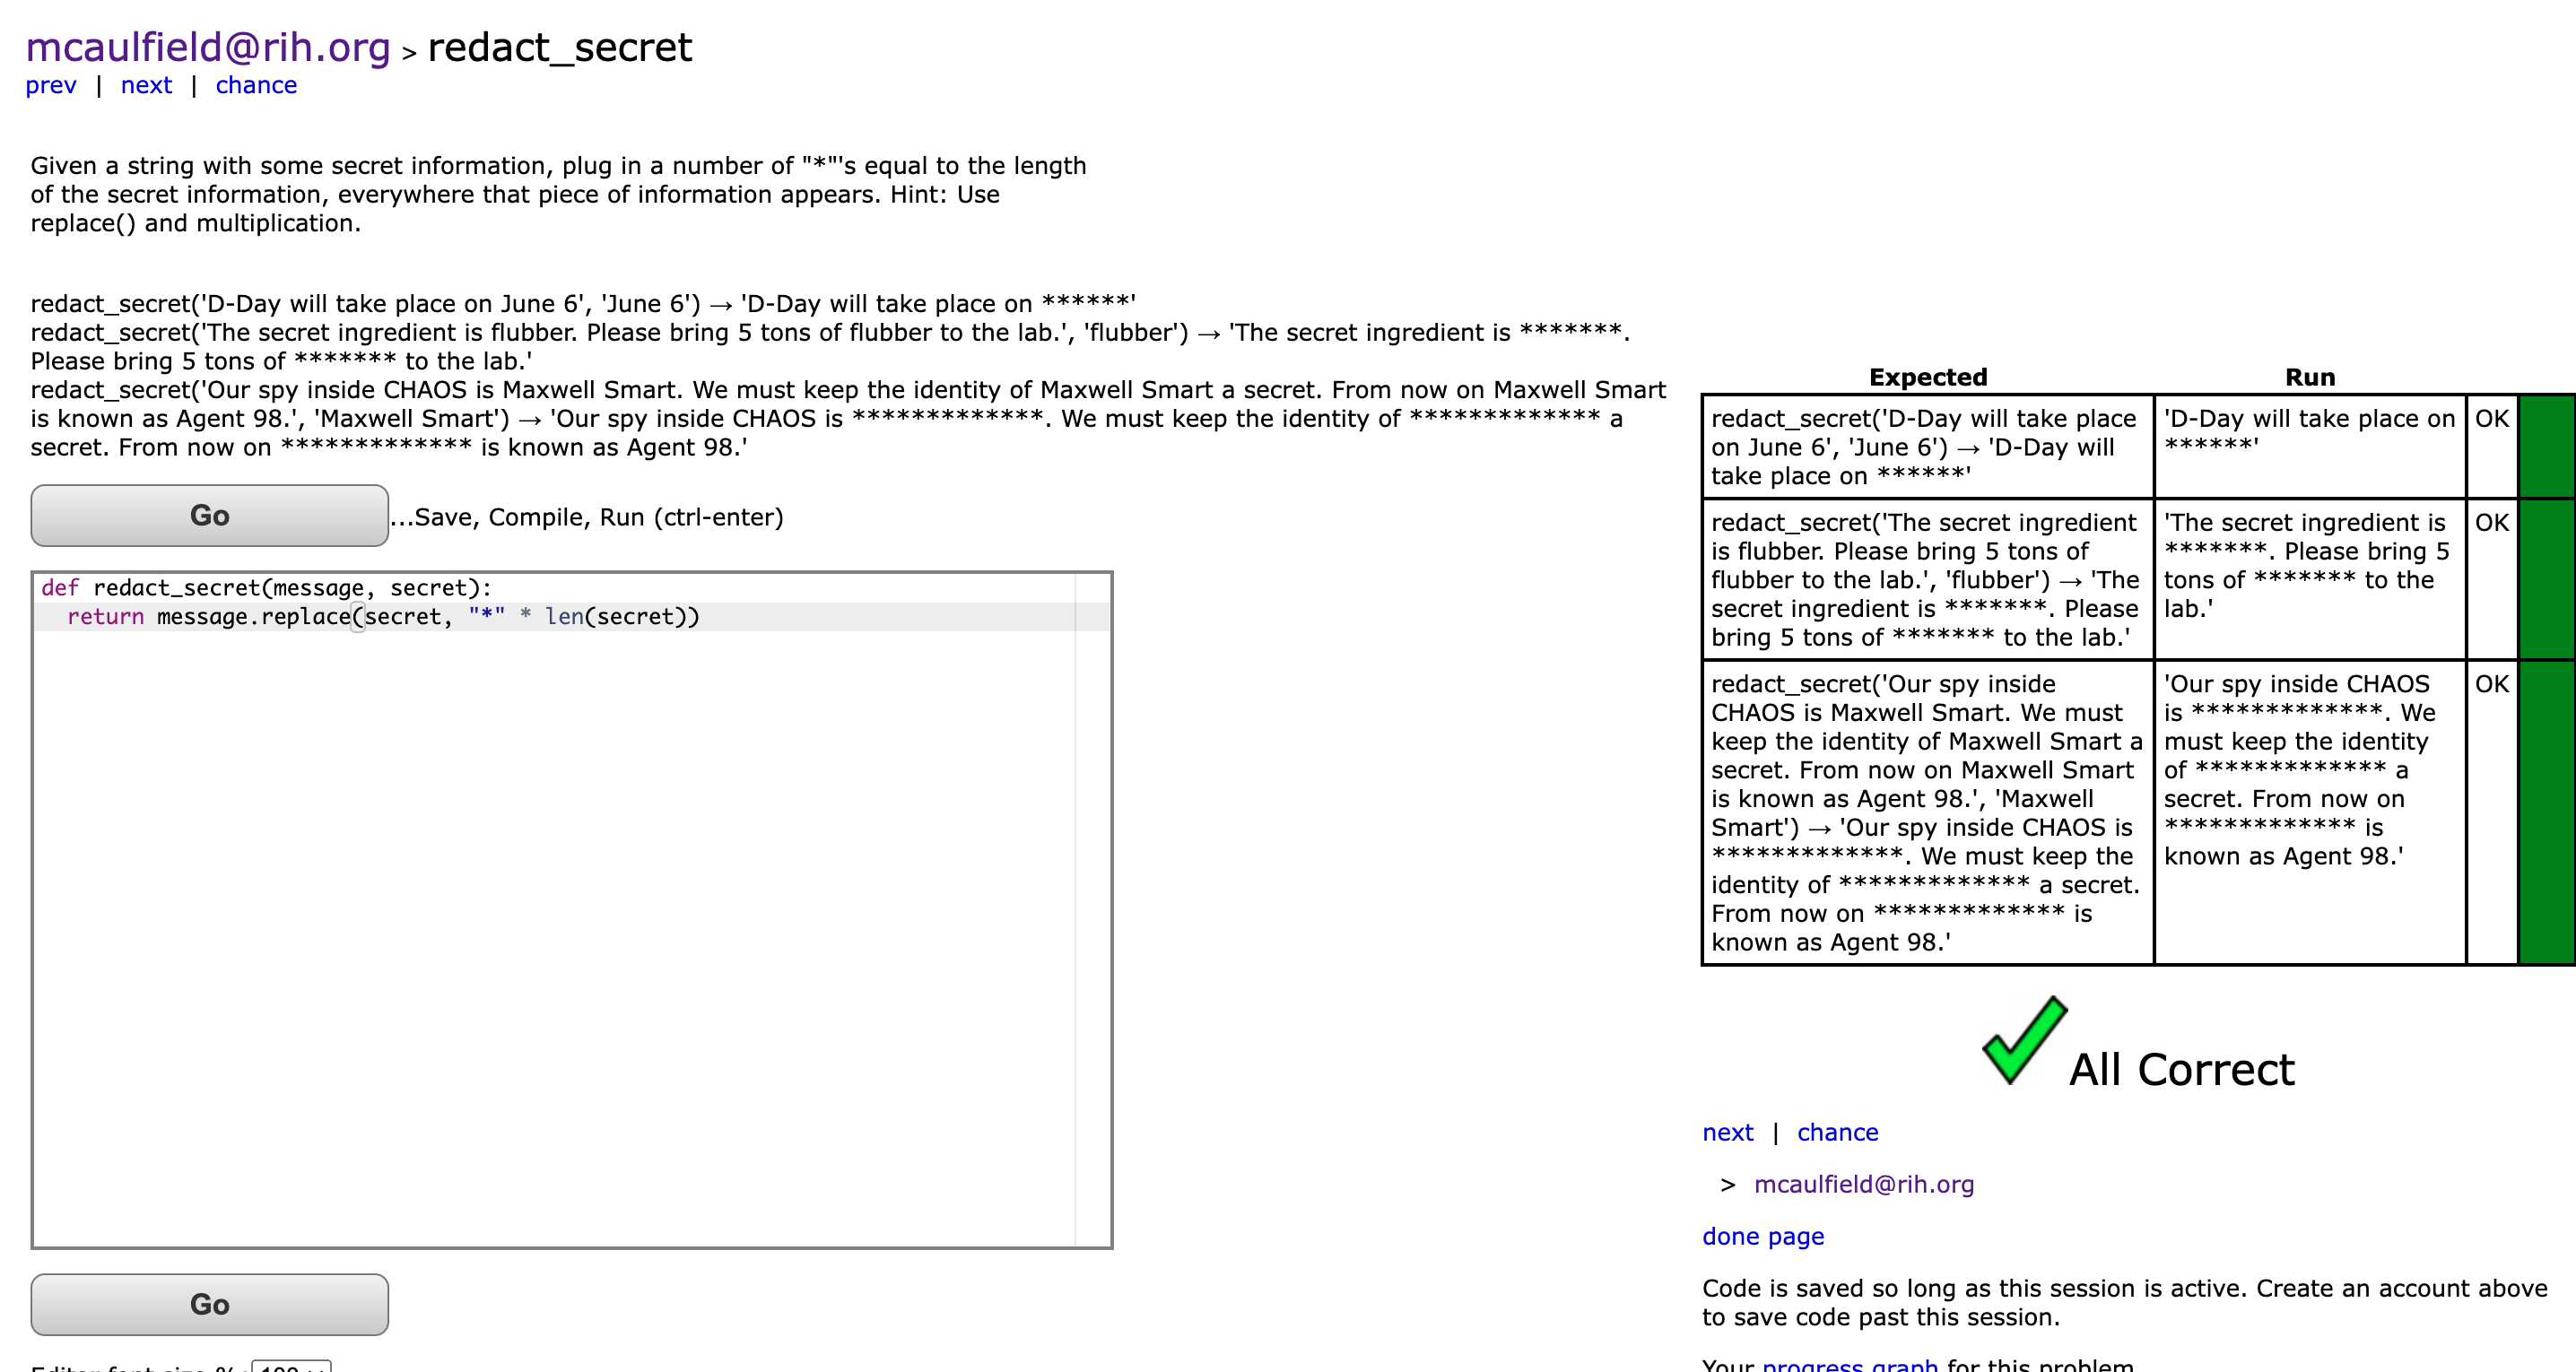 mcaulfield@rih.org > redact_secret
prev | next | chance
Given a string with some secret information, plug in a number of "*"'s equal to the length
of the secret information, everywhere that piece of information appears. Hint: Use
replace() and multiplication.
redact_secret('D-Day will take place on June 6', 'June 6') → 'D-Day will take place on ******'
redact_secret('The secret ingredient is flubber. Please bring 5 tons of flubber to the lab.', 'flubber') → 'The secret ingredient is *******.
Please bring 5 tons of ******* to the lab.'
redact_secret('Our spy inside CHAOS is Maxwell Smart. We must keep the identity of Maxwell Smart a secret. From now on Maxwell Smart
is known as Agent 98.', 'Maxwell Smart') → 'Our spy inside CHAOS is *************. We must keep the identity of ************* a
secret. From now on ************* is known as Agent 98.'
Go
...Save, Compile, Run (ctrl-enter)
def redact_secret(message, secret):
  return message.replace(secret, "*" * len(secret))
Go
Editor font size %: 100
Expected Run
redact_secret('D-Day will take place
on June 6', 'June 6') → 'D-Day will
take place on ******'
'D-Day will take place on
******'
OK
redact_secret('The secret ingredient
is flubber. Please bring 5 tons of
flubber to the lab.', 'flubber') → 'The
secret ingredient is *******. Please
bring 5 tons of ******* to the lab.'
'The secret ingredient is
*******. Please bring 5
tons of ******* to the
lab.'
OK
redact_secret('Our spy inside
CHAOS is Maxwell Smart. We must
keep the identity of Maxwell Smart a
secret. From now on Maxwell Smart
is known as Agent 98.', 'Maxwell
Smart') → 'Our spy inside CHAOS is
*************. We must keep the
identity of ************* a secret.
From now on ************* is
known as Agent 98.'
'Our spy inside CHAOS
is *************. We
must keep the identity
of ************* a
secret. From now on
************* is
known as Agent 98.'
OK
All Correct
next | chance
> mcaulfield@rih.org
done page
Code is saved so long as this session is active. Create an account above
to save code past this session.
Your progress graph for this problem